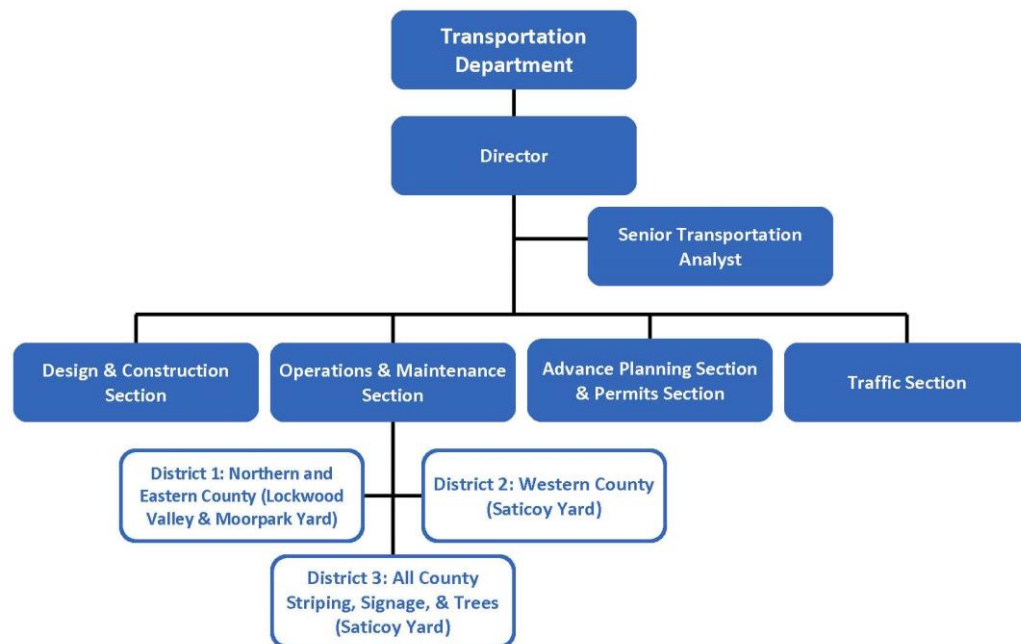 Transportation
Department
Director
Senior Transportation
Analyst
Design & Construction
Section
Operations & Maintenance
Section
Advance Planning Section
& Permits Section
Traffic Section
District 1: Northern and
Eastern County (Lockwood
Valley & Moorpark Yard)
District 2: Western County
(Saticoy Yard)
District 3: All County
Striping, Signage, & Trees
(Saticoy Yard)